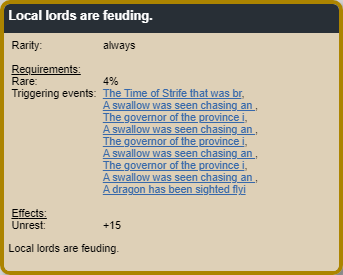 Local lords are feuding.
Rarity: always
Requirements:
Rare: 4%
Triggering events: The Time of Strife that was br,
A swallow was seen chasing an ,
The governor of the province i,
A swallow was seen chasing an ,
The governor of the province i,
A swallow was seen chasing an ,
The governor of the province i,
A swallow was seen chasing an ,
A dragon has been sighted flyi
Effects:
Unrest: +15
Local lords are feuding.